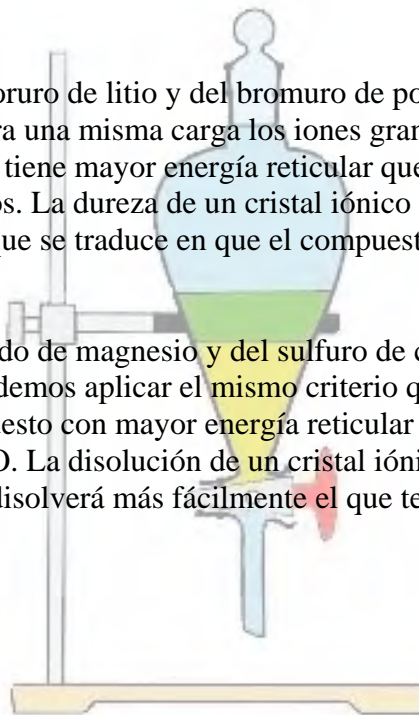 oruro de litio y del bromuro de po
ra una misma carga los iones gran
tiene mayor energía reticular que
os. La dureza de un cristal iónico
que se traduce en que el compuest
do de magnesio y del sulfuro de c
demos aplicar el mismo criterio q
uesto con mayor energía reticular
O. La disolución de un cristal ióni
disolverá más fácilmente el que te